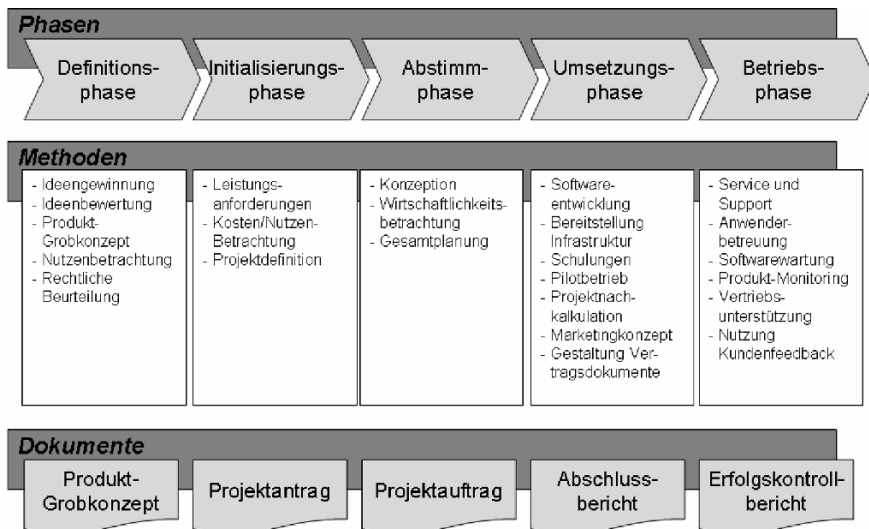 Phasen
Definitions-
phase
Initialisierungs-
phase
Abstimm-
phase
Umsetzungs-
phase
Betriebs-
phase
Methoden
- Ideengewinnung
- Ideenbewertung
- Produkt-
Grobkonzept
- Nutzenbetrachtung
- Rechtliche
Beurteilung
- Leistungs-
anforderungen
- Kosten/Nutzen-
Betrachtung
- Projektdefinition
- Konzeption
- Wirtschaftlichkeits-
betrachtung
- Gesamtplanung
- Software-
entwicklung
- Bereitstellung
Infrastruktur
- Schulungen
- Pilotbetrieb
- Projektnach-
kalkulation
- Marketingkonzept
- Gestaltung Ver-
tragsdokumente
- Service und
Support
- Anwender-
betreuung
- Softwarewartung
- Produkt-Monitoring
- Vertriebs-
unterstützung
- Nutzung
Kundenfeedback
Dokumente
Produkt-
Grobkonzept
Projektantrag
Projektauftrag
Abschluss-
bericht
Erfolgskontroll-
bericht